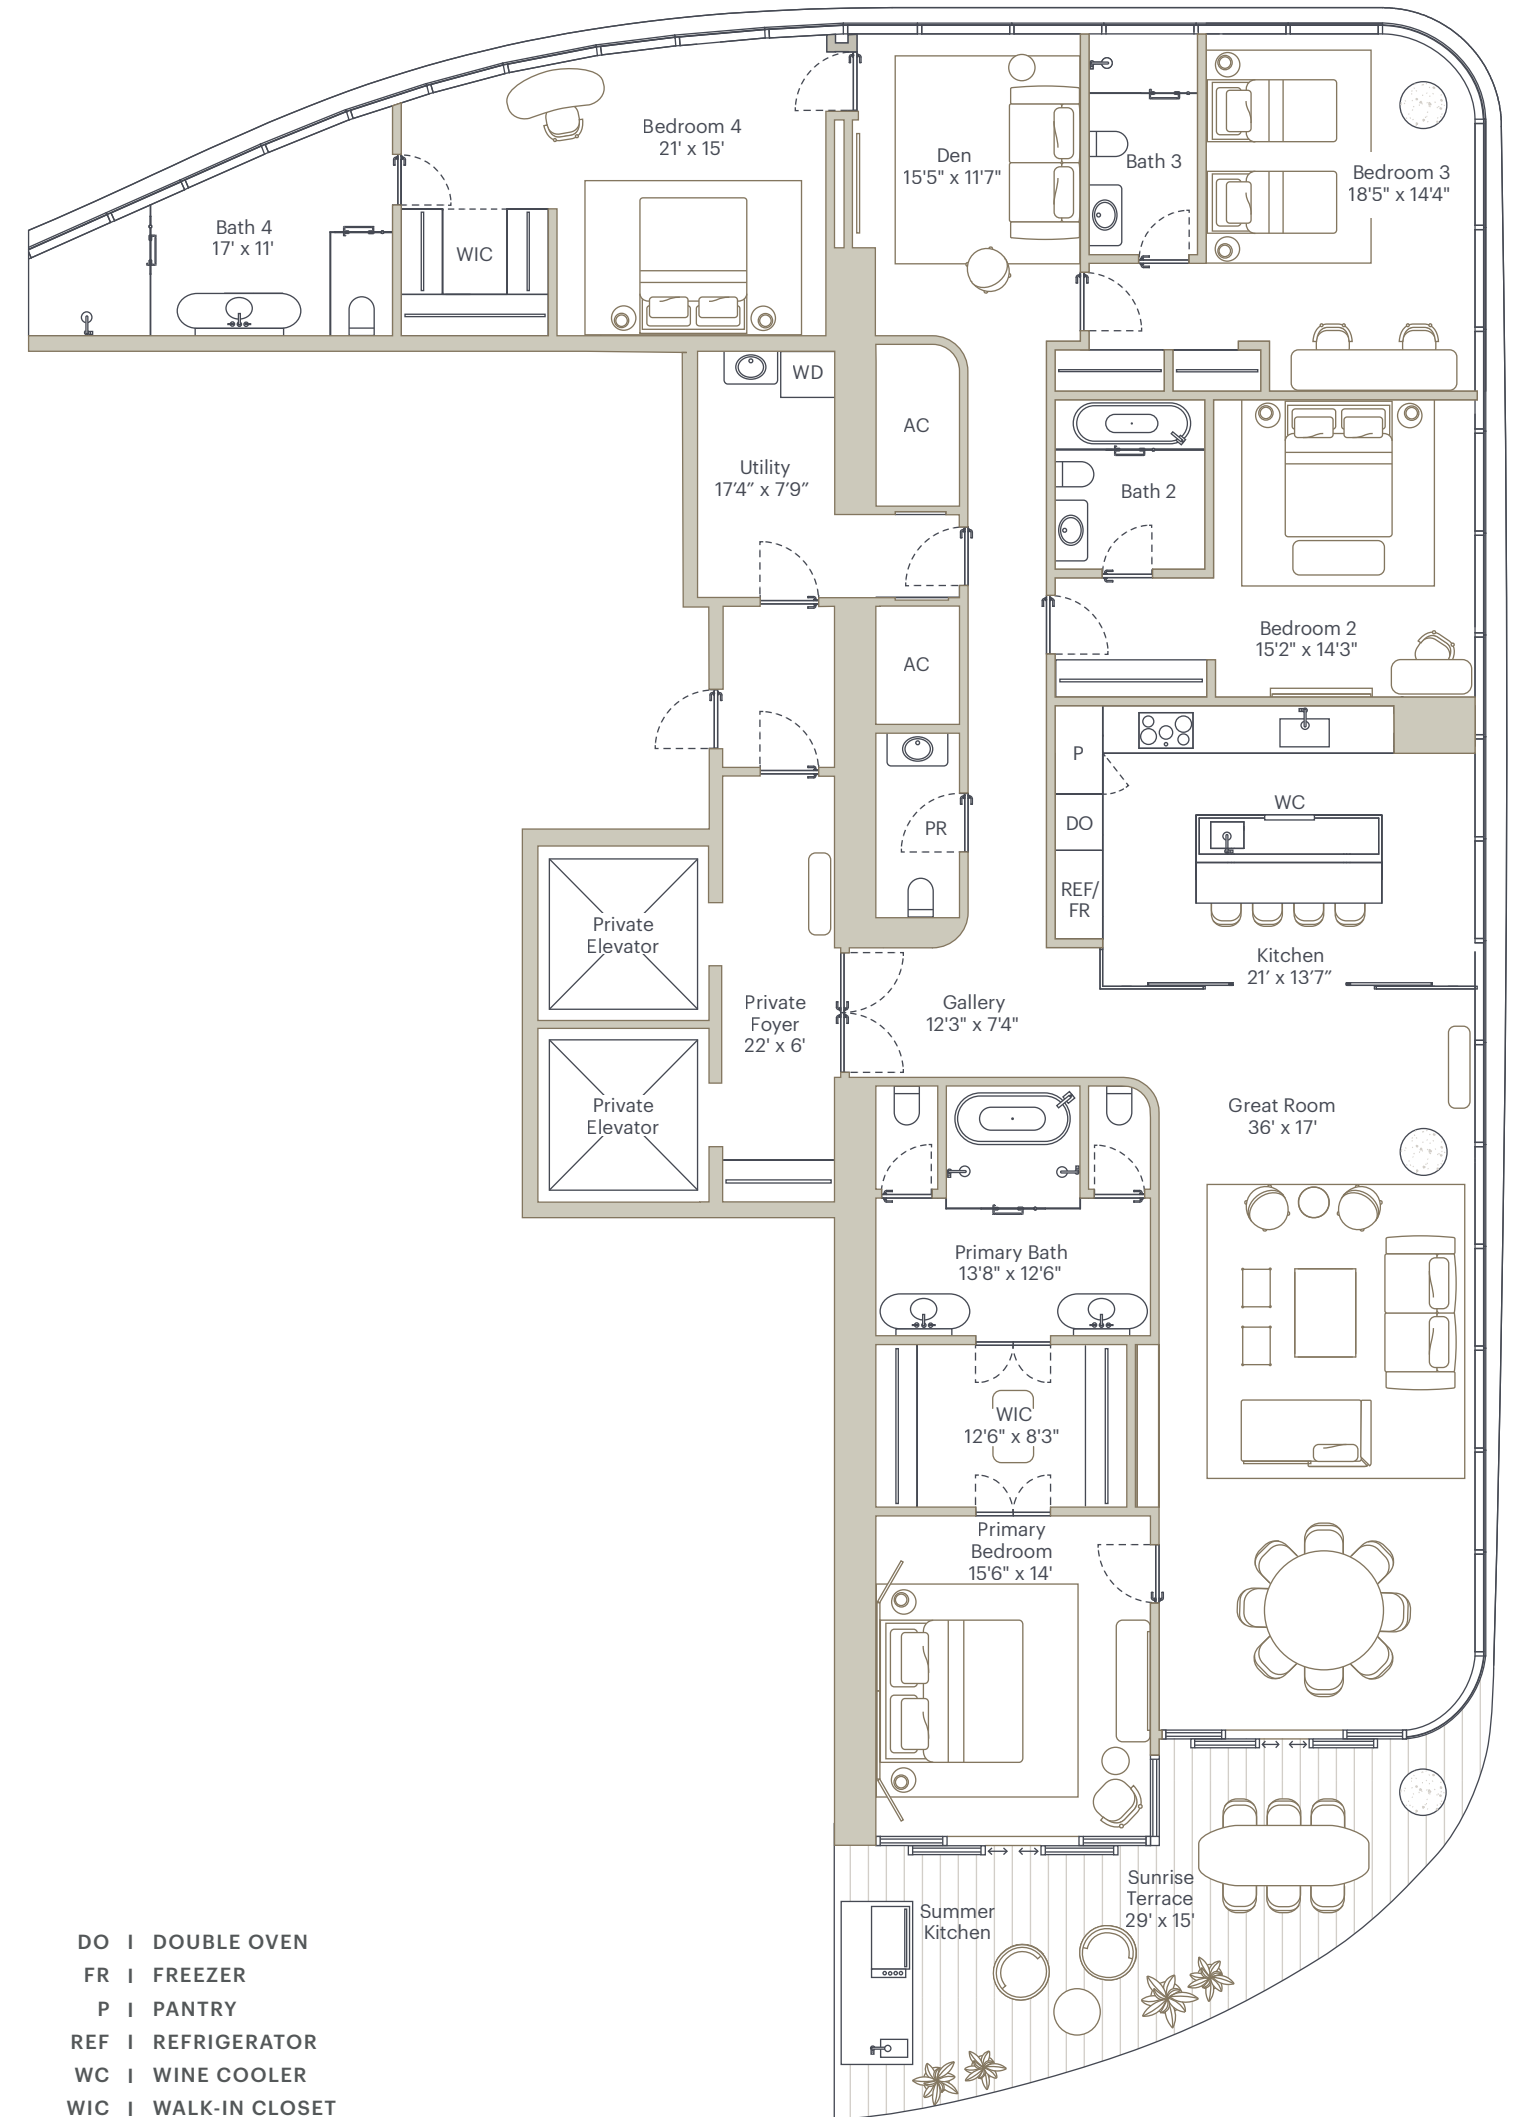 Bedroom 4
21' x 15'
Den
15'5" x 11'7"
Bath 3
Bedroom 3
18'5" x 14'4"
Bath 4
17' x 11'
WIC
WD
AC
Utility
17'4" x 7'9"
Bath 2
Bedroom 2
15'2" x 14'3"
AC
P
WC
DO
PR
REF/
FR
Private
Elevator
Kitchen
21' x 13'7"
Private
Foyer
22' x 6'
Gallery
12'3" x 7'4"
Private
Elevator
Great Room
36' x 17'
Primary Bath
13'8" x 12'6"
WIC
12'6" x 8'3"
Primary
Bedroom
15'6" x 14'
Sunrise
Terrace
29' x 15'
Summer
Kitchen
DO | DOUBLE OVEN
FR | FREEZER
P | PANTRY
REF | REFRIGERATOR
WC | WINE COOLER
WIC | WALK-IN CLOSET